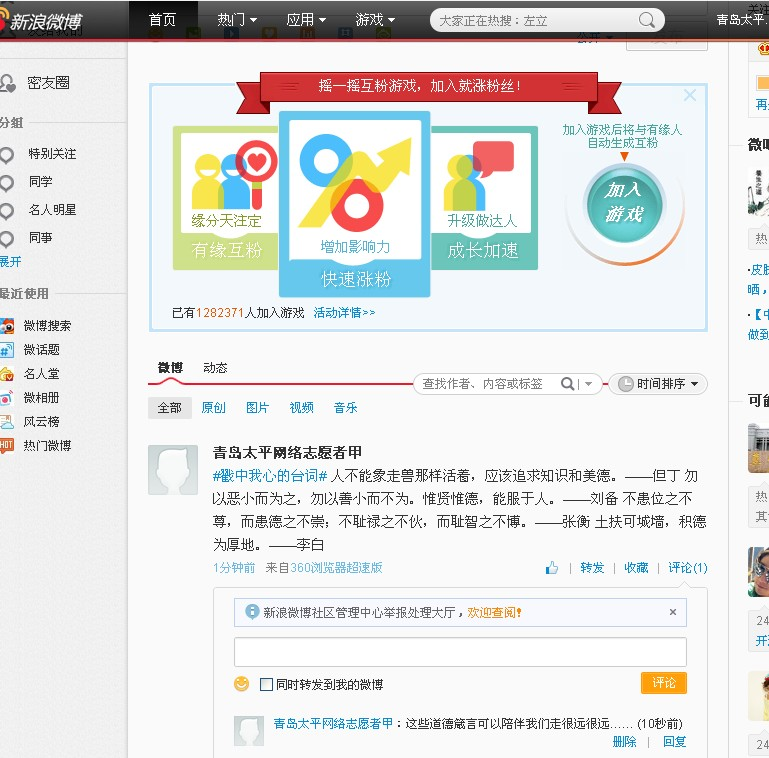 新浪微博
首页
热门
应用
游戏
大家正在热搜：左立
青岛太平
密友圈
分组
特别关注
同学
名人明星
同事
展开
最近使用
微博搜索
微话题
名人堂
微相册
风云榜
HOT
热门微博
摇一摇互粉游戏，加入就涨粉丝！
缘分天注定
有缘互粉
增加影响力
快速涨粉
升级做达人
成长加速
加入游戏后将与有缘人
自动生成互粉
加入
游戏
已有1282371人加入游戏 活动详情>>
微博
动态
查找作者、内容或标签
时间排序
全部
原创
图片
视频
音乐
青岛太平网络志愿者甲
#戳中我心的台词# 人不能象走兽那样活着，应该追求知识和美德。——但丁 勿
以恶小而为之，勿以善小而不为。惟贤惟德，能服于人。——刘备 不患位之不
尊，而患德之不崇；不耻禄之不伙，而耻智之不博。——张衡 土扶可城墙，积德
为厚地。——李白
1分钟前 来自360浏览器超速版
转发 | 收藏 | 评论(1)
新浪微博社区管理中心举报处理大厅，欢迎查阅!
同时转发到我的微博
评论
青岛太平网络志愿者甲：这些道德箴言可以陪伴我们走很远很远…… (10秒前)
删除 | 回复
再
微
热
皮肤
晒，
做到
可能
热
其
24
开
24